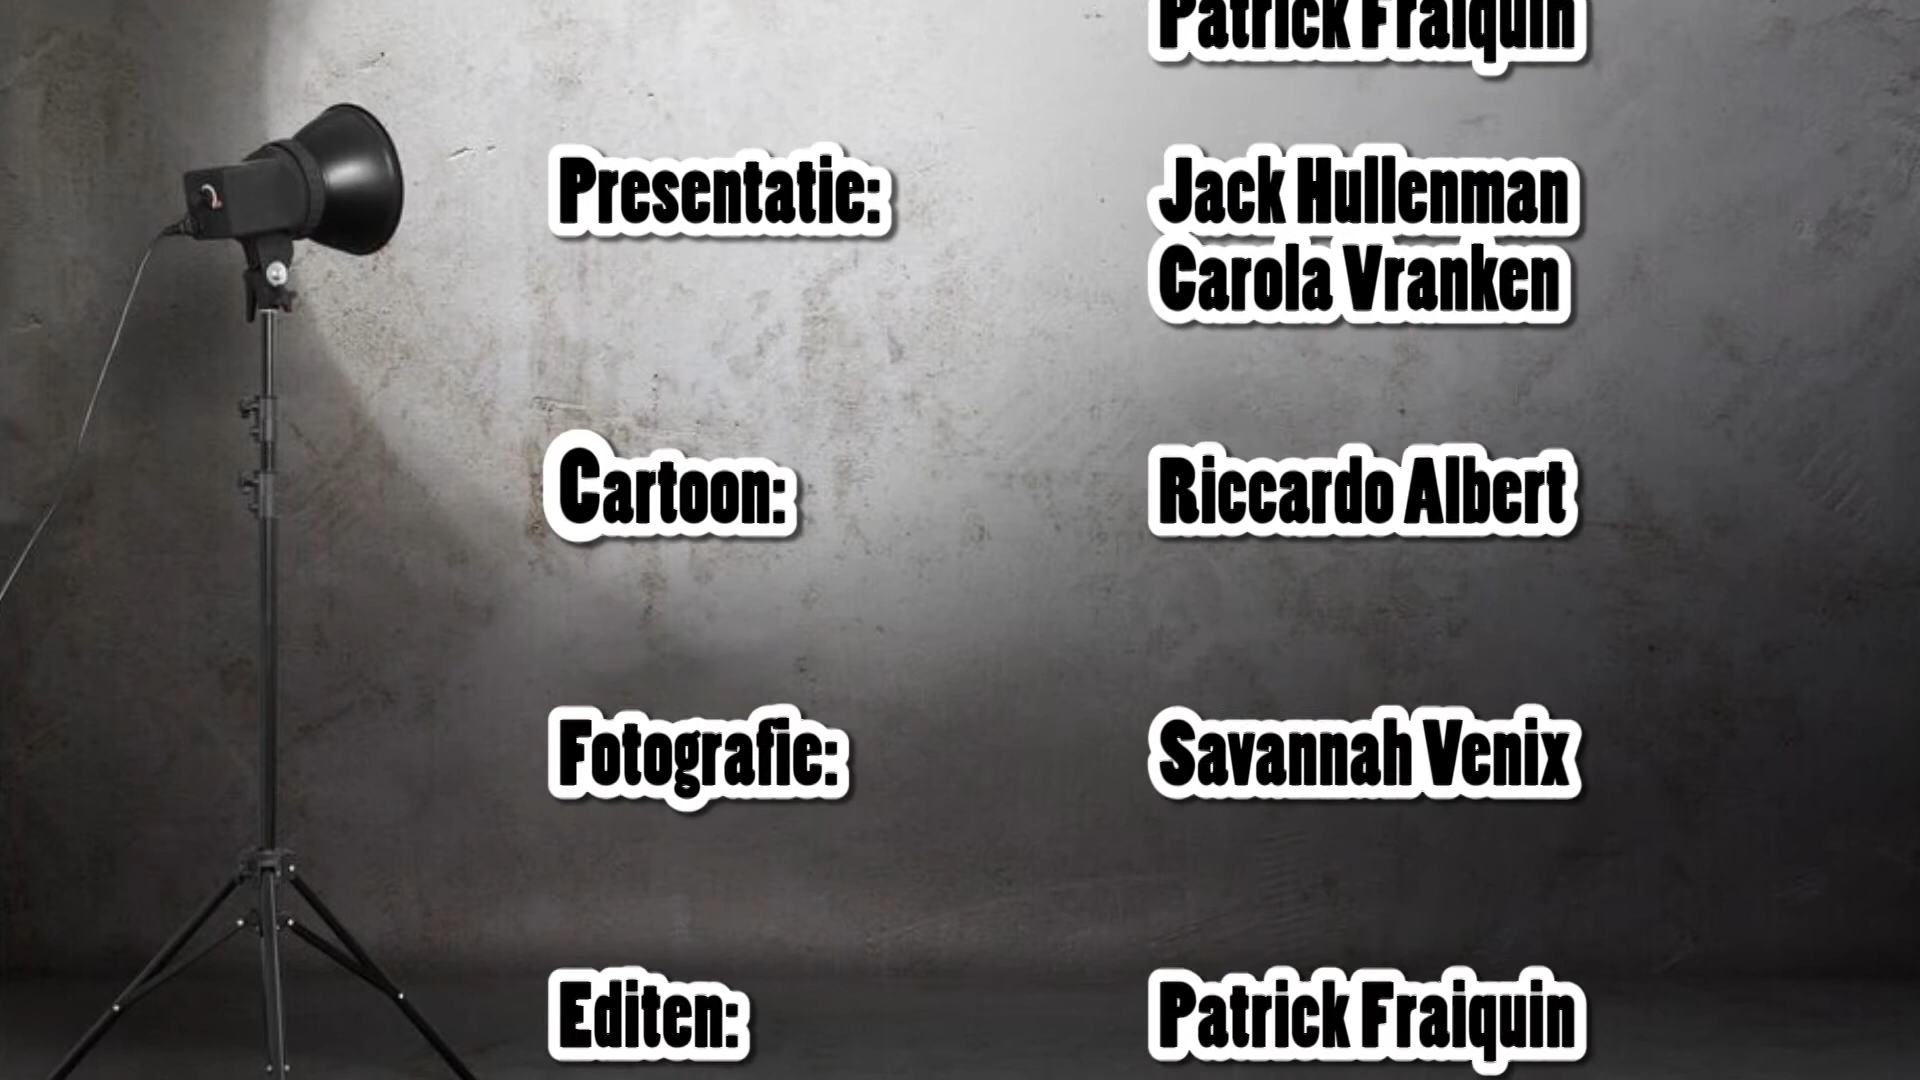 Patrick Fraiquin
Presentatie: Jack Hullenman
Carola Vranken
Cartoon: Riccardo Albert
Fotografie: Savannah Venix
Editen: Patrick Fraiquin